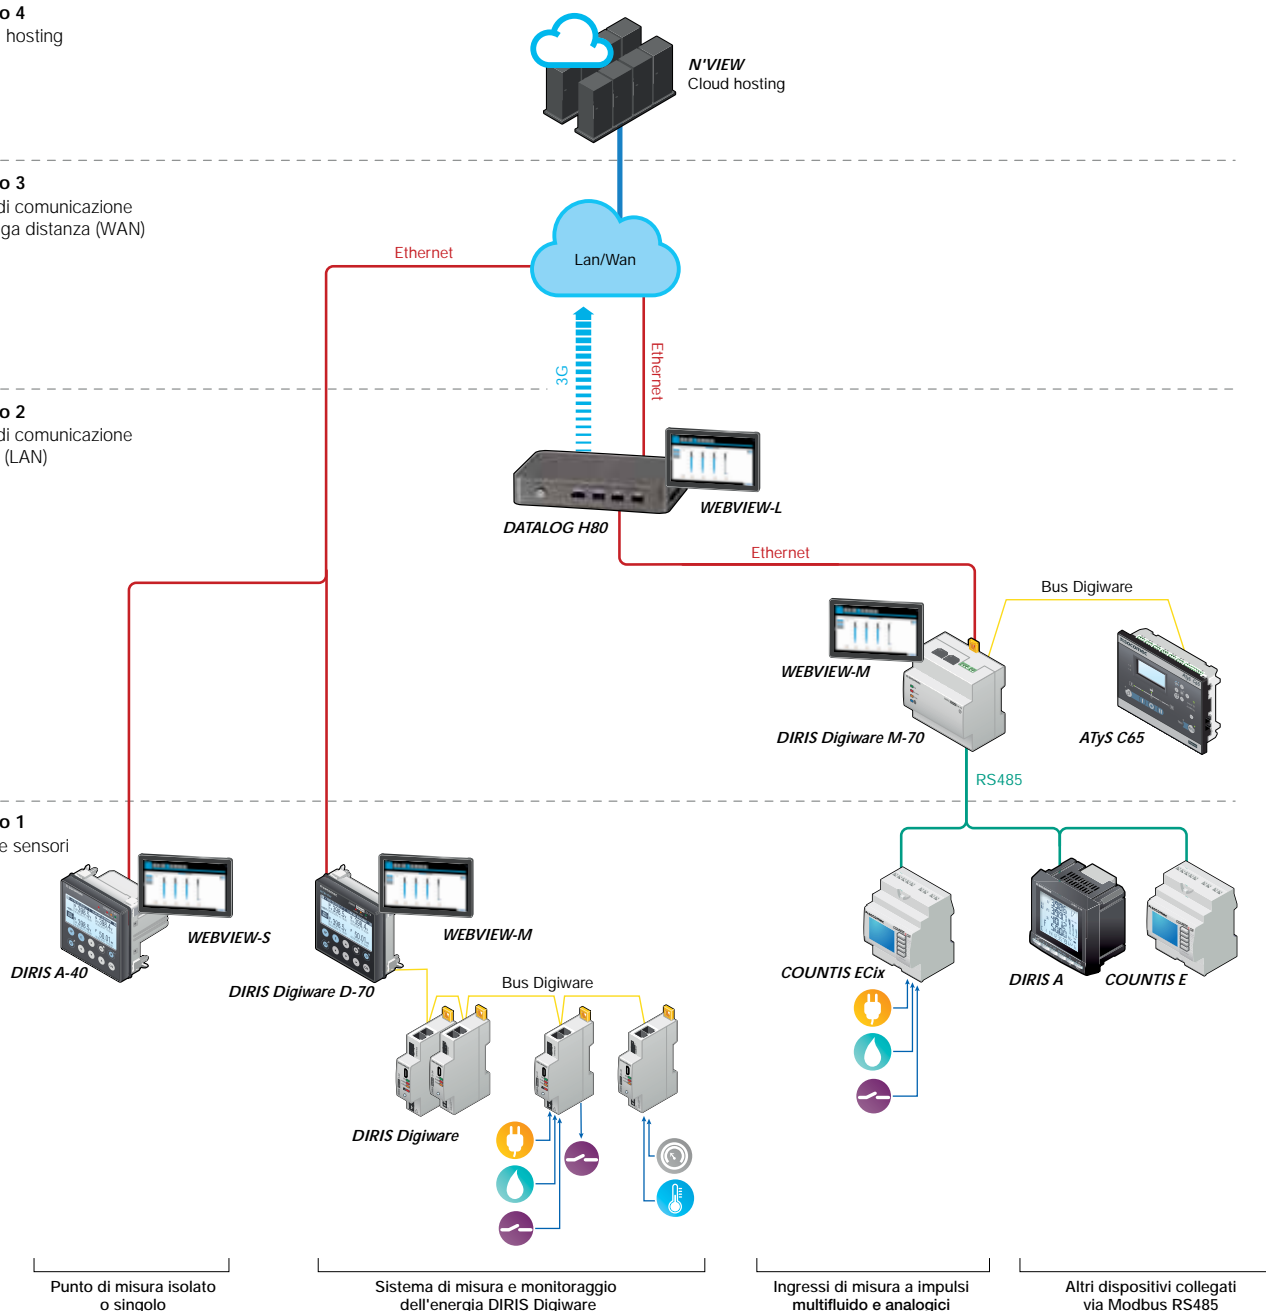 o 4
hosting
N'VIEW
Cloud hosting
o 3
di comunicazione
ga distanza (WAN)
Ethernet
Lan/Wan
3G
Ethernet
o 2
di comunicazione
(LAN)
WEBVIEW-L
DATALOG H80
Ethernet
Bus Digiware
WEBVIEW-M
DIRIS Digiware M-70
ATyS C65
RS485
o 1
e sensori
WEBVIEW-S
DIRIS A-40
WEBVIEW-M
DIRIS Digiware D-70
COUNTIS ECix
DIRIS A
COUNTIS E
Bus Digiware
DIRIS Digiware
Punto di misura isolato
o singolo
Sistema di misura e monitoraggio
dell'energia DIRIS Digiware
Ingressi di misura a impulsi
multifluido e analogici
Altri dispositivi collegati
via Modbus RS485